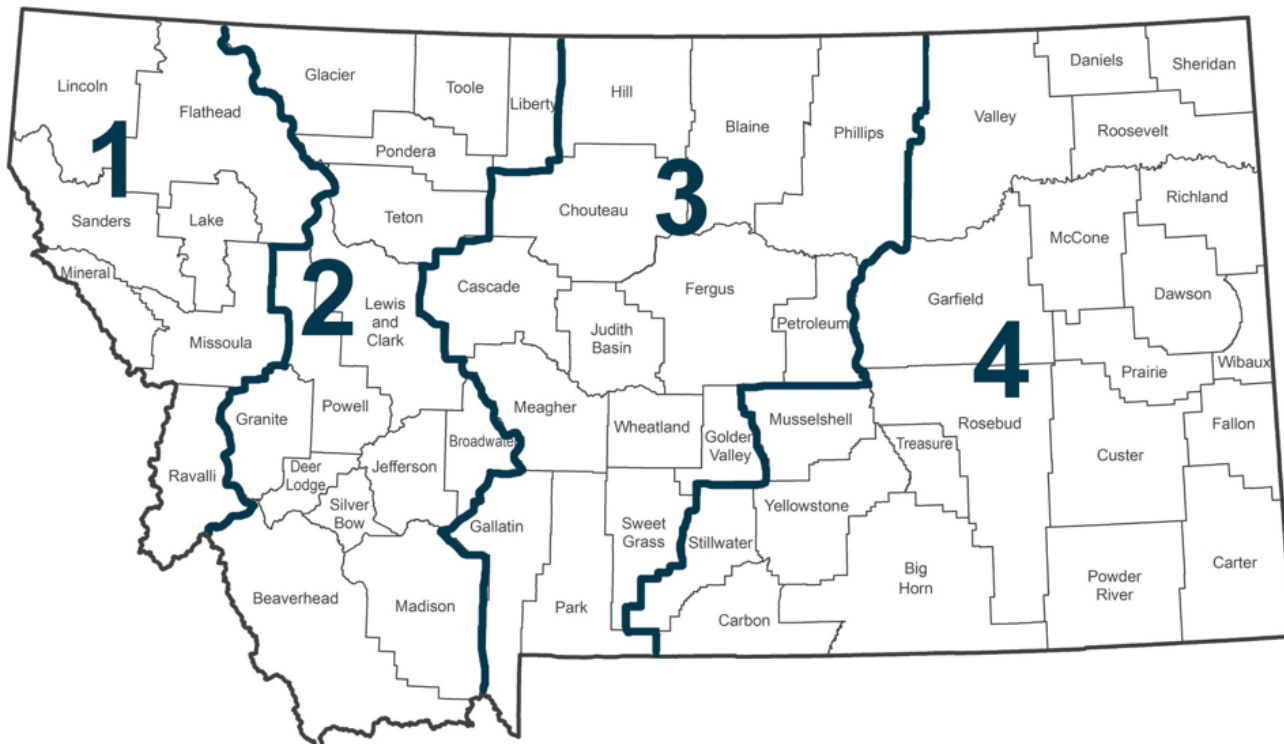 Lincoln
Flathead
Glacier
Toole
Liberty
Hill
Blaine
Phillips
Valley
Daniels
Sheridan
Roosevelt
1
Pondera
3
Sanders
Lake
Teton
Chouteau
McCone
Richland
Mineral
2
Missoula
Lewis
and
Clark
Cascade
Judith
Basin
Fergus
Petroleum
Garfield
4
Dawson
Prairie
Wibaux
Granite
Powell
Broadwater
Meagher
Wheatland
Golden
Valley
Musselshell
Treasure
Rosebud
Custer
Fallon
Ravalli
Deer
Lodge
Jefferson
Silver
Bow
Gallatin
Sweet
Grass
Stillwater
Yellowstone
Big
Horn
Beaverhead
Madison
Park
Carbon
Powder
River
Carter